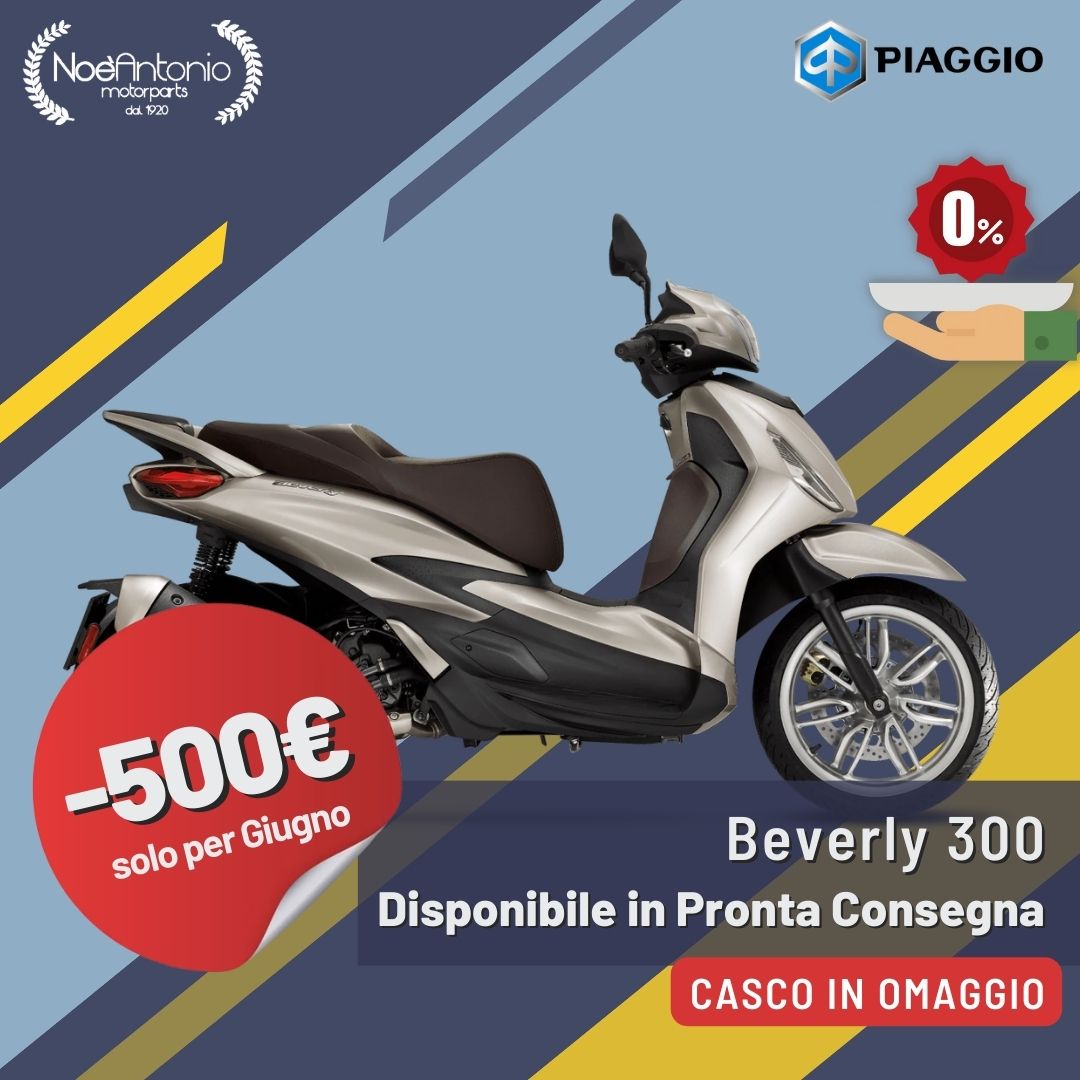 NoèAntonio
motorparts
dal 1920
PIAGGIO
0%
BEVERLY
-500€
solo per Giugno
Beverly 300
Disponibile in Pronta Consegna
CASCO IN OMAGGIO